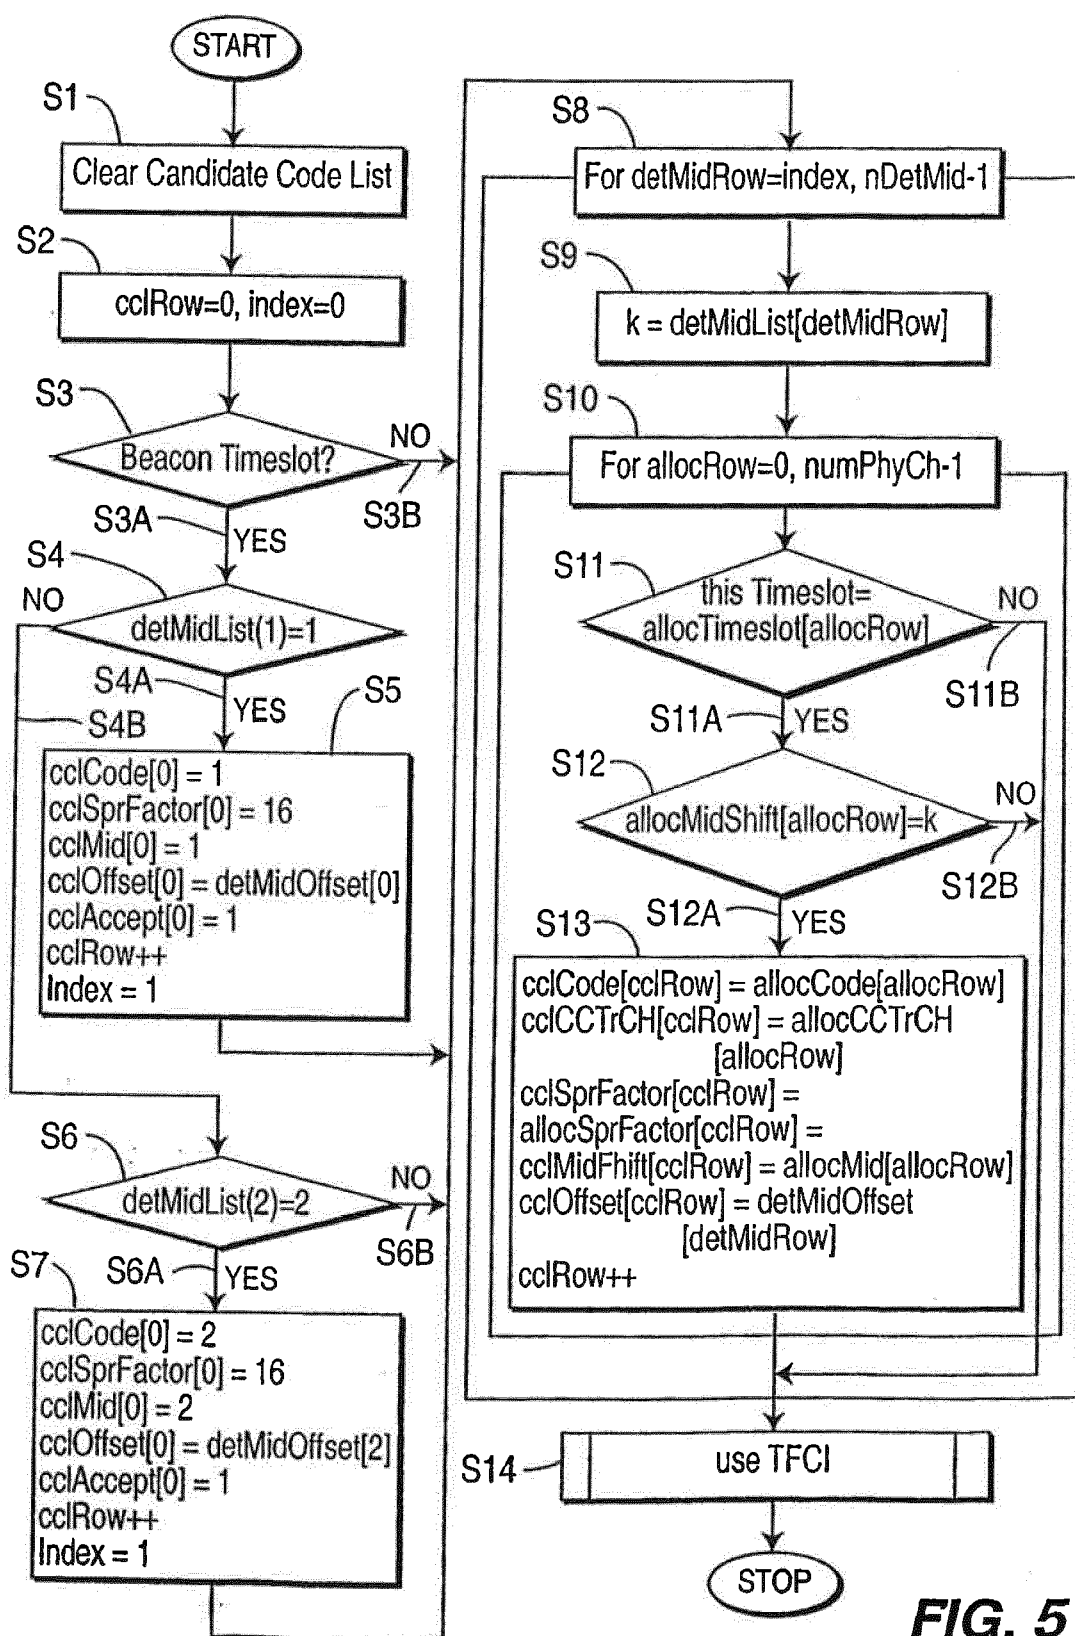 START
S1
Clear Candidate Code List
S2
cclRow=0, index=0
S3
Beacon Timeslot?
NO
S3B
S3A
YES
S4
NO
detMidList(1)=1
S4A
YES
S4B
S5
cclCode[0] = 1
cclSprFactor[0] = 16
cclMid[0] = 1
cclOffset[0] = detMidOffset[0]
cclAccept[0] = 1
cclRow++
Index = 1
S6
detMidList(2)=2
NO
S6B
S6A
YES
S7
cclCode[0] = 2
cclSprFactor[0] = 16
cclMid[0] = 2
cclOffset[0] = detMidOffset[2]
cclAccept[0] = 1
cclRow++
Index = 1
S8
For detMidRow=index, nDetMid-1
S9
k = detMidList[detMidRow]
S10
For allocRow=0, numPhyCh-1
S11
this Timeslot=
allocTimeslot[allocRow]
NO
S11B
S11A
YES
S12
allocMidShift[allocRow]=k
NO
S12B
S12A
YES
S13
cclCode[cclRow] = allocCode[allocRow]
cclCCTrCH[cclRow] = allocCCTrCH
[allocRow]
cclSprFactor[cclRow] =
allocSprFactor[cclRow] =
cclMidFhift[cclRow] = allocMid[allocRow]
cclOffset[cclRow] = detMidOffset
[detMidRow]
cclRow++
S14
use TFCI
STOP
FIG. 5